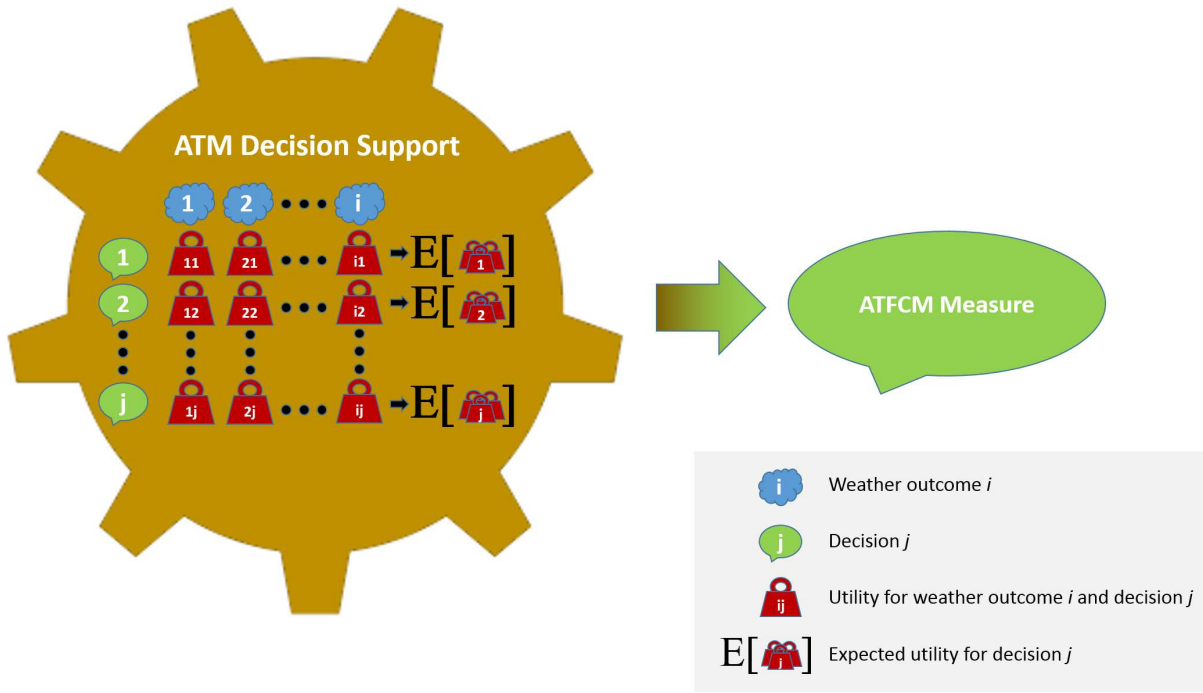 ATM Decision Support
1 2 ••• i
1 11 21 ••• i1 → E[1]
2 12 22 ••• i2 → E[2]
j 1j 2j ••• ij → E[j]
ATFCM Measure
i Weather outcome i
j Decision j
ij Utility for weather outcome i and decision j
E[j] Expected utility for decision j